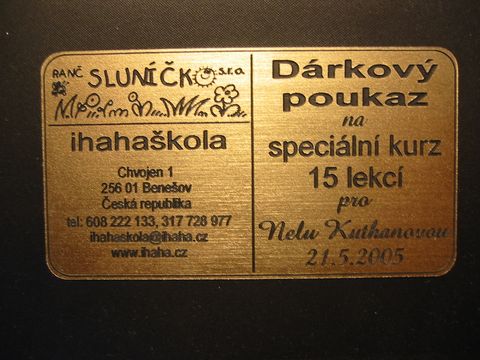 RANČ SLUNÍČKO s.r.o.
ihahaškola
Chvojen 1
256 01 Benešov
Česká republika
tel: 608 222 133, 317 728 977
ihahaskola@ihaha.cz
www.ihaha.cz
Dárkový
poukaz
na
speciální kurz
15 lekcí
pro
Nelu Kuthanovou
21.5.2005